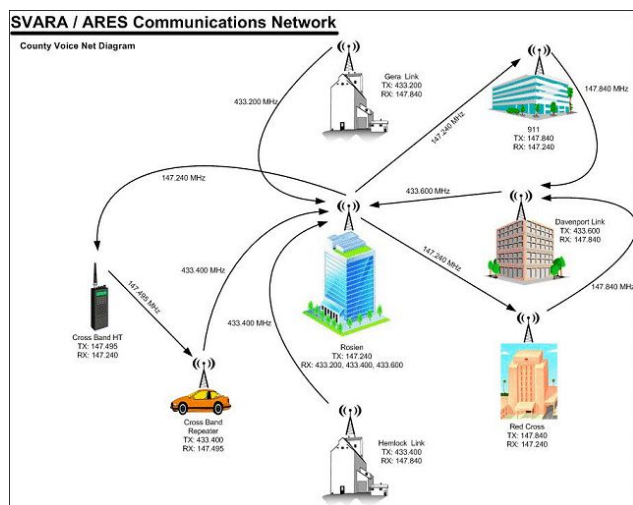 SVARA / ARES Communications Network
County Voice Net Diagram
Gera Link
TX: 433.200
RX: 147.840
911
TX: 147.840
RX: 147.240
433.200 MHz
147.240 MHz
147.840 MHz
147.240 MHz
433.600 MHz
Davenport Link
TX: 433.600
RX: 147.840
433.400 MHz
147.240 MHz
147.840 MHz
147.495 MHz
433.400 MHz
Cross Band HT
TX: 147.495
RX: 147.240
Rosien
TX: 147.240
RX: 433.200, 433.400, 433.600
Cross Band
Repeater
TX: 433.400
RX: 147.495
Hemlock Link
TX: 433.400
RX: 147.840
Red Cross
TX: 147.840
RX: 147.240